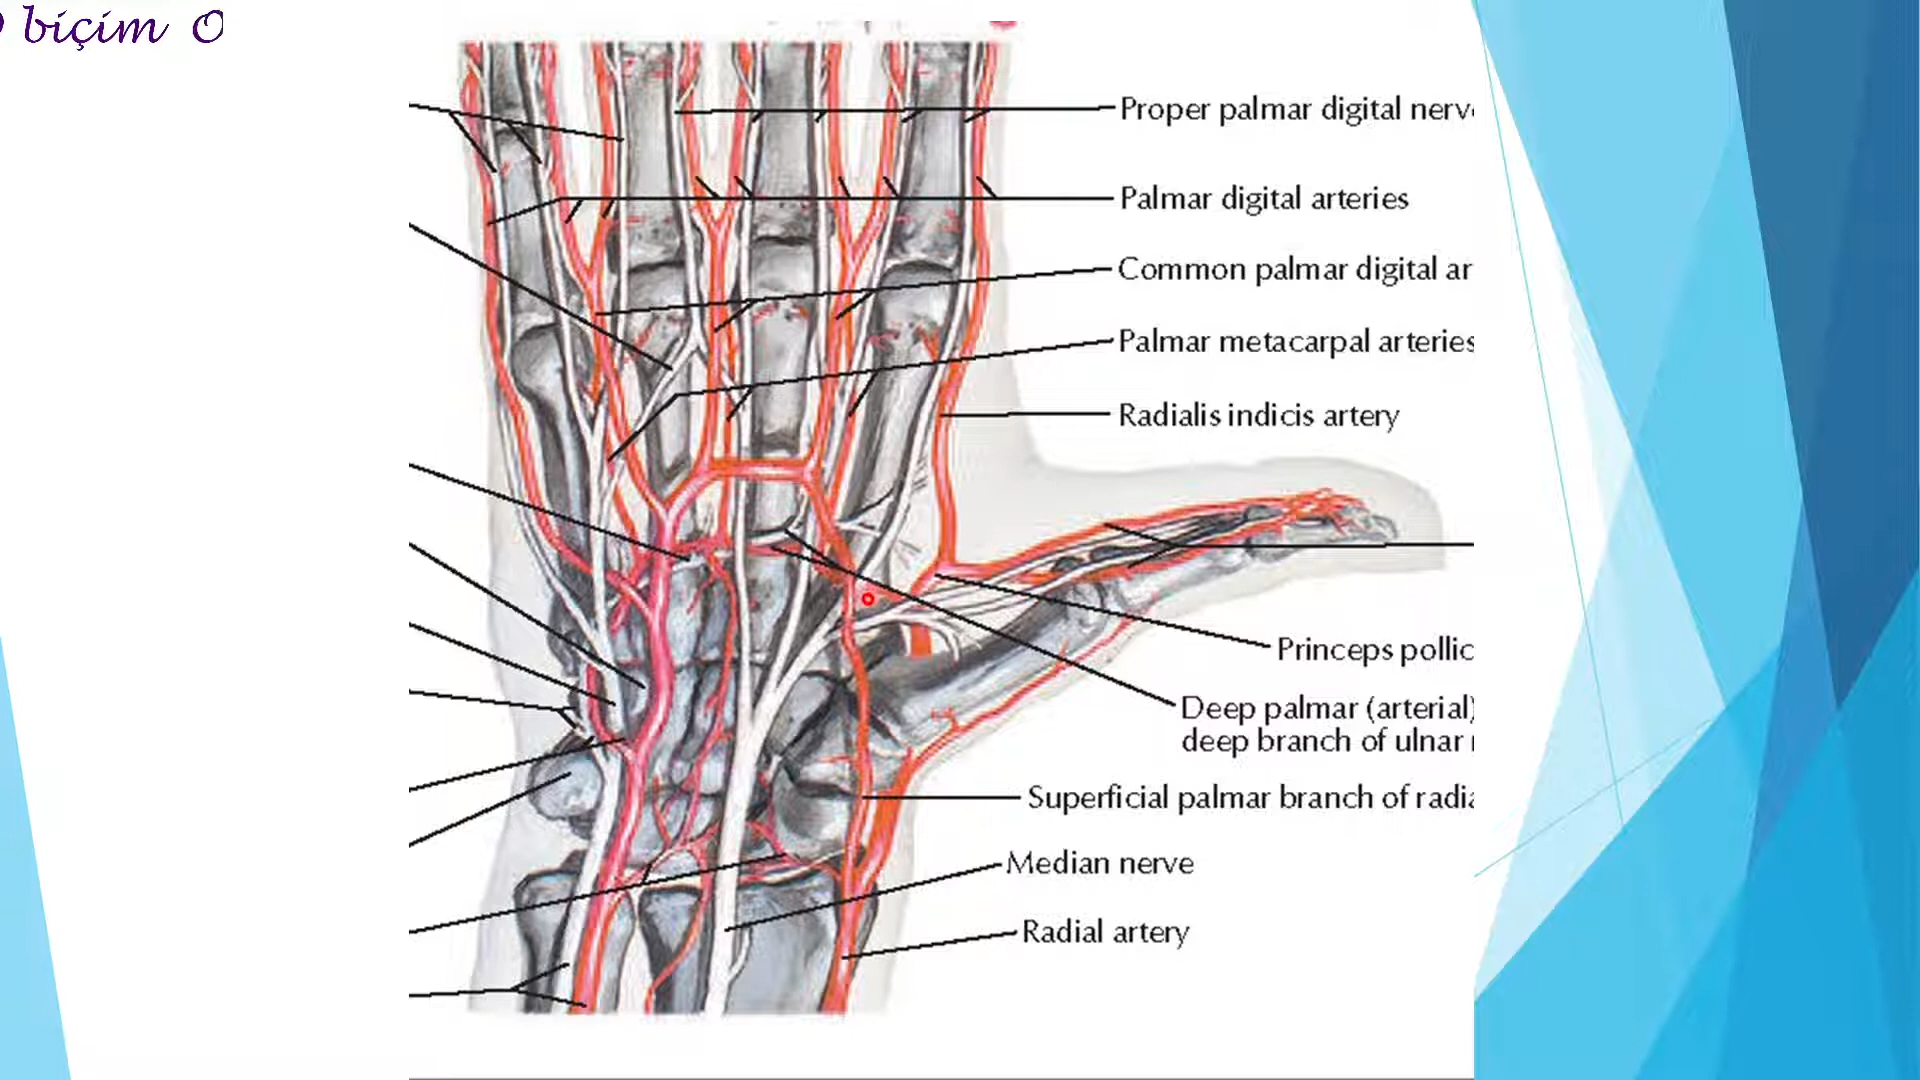 biçim O
Proper palmar digital nerv
Palmar digital arteries
Common palmar digital ar
Palmar metacarpal arteries
Radialis indicis artery
Princeps pollic
Deep palmar (arterial)
deep branch of ulnar
Superficial palmar branch of radia
Median nerve
Radial artery